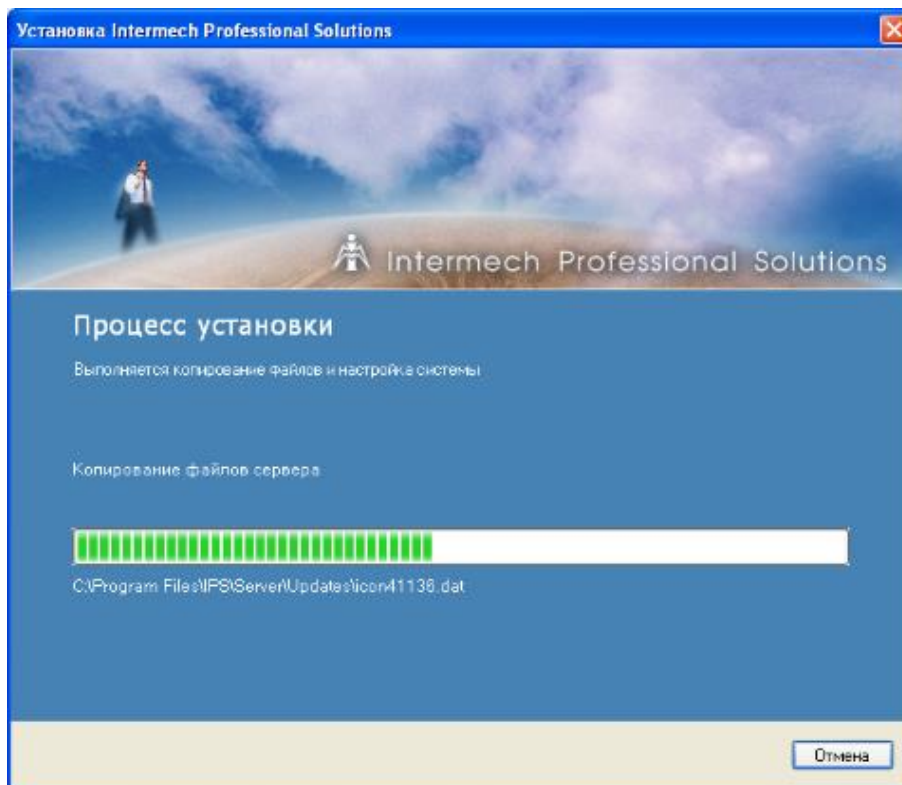 Установка Intermech Professional Solutions
Intermech Professional Solutions
Процесс установки
Выполняется копирование файлов и настройка системы
Копирование файлов сервера
C:\Program Files\IPS\Server\Updates\icon41136.dat
Отмена